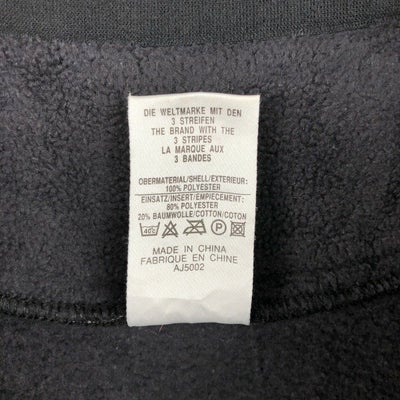 DIE WELTMARKE MIT DEN
3 STREIFEN
THE BRAND WITH THE
3 STRIPES
LA MARQUE AUX
3 BANDES
OBERMATERIAL/SHELL/EXTERIEUR:
100% POLYESTER
EINSATZ/INSERT/EMPIECEMENT:
80% POLYESTER
20% BAUMWOLLE/COTTON/COTON
40C
MADE IN CHINA
FABRIQUE EN CHINE
AJ5002